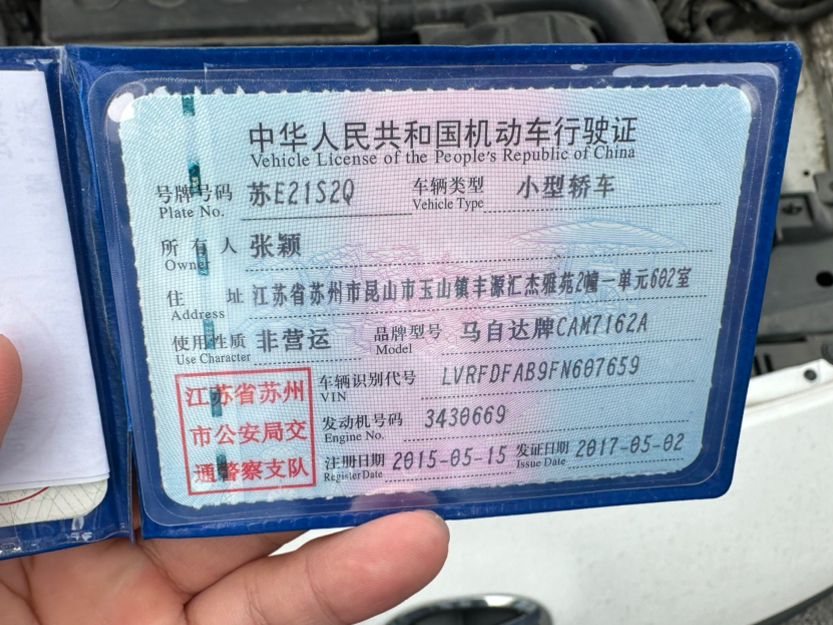 中华人民共和国机动车行驶证
Vehicle License of the People's Republic of China
号牌号码 苏E21S2Q 车辆类型 小型轿车
Plate No. Vehicle Type
所有人 张颖
Owner
住址 江苏省苏州市昆山市玉山镇丰源汇杰雅苑2幢一单元602室
Address
使用性质 非营运 品牌型号 马自达牌CAM7162A
Use Character Model
江苏省苏州 车辆识别代号 LVRFDFAB9FN607659
VIN
市公安局交 发动机号码 3430669
Engine No.
通警察支队 注册日期 2015-05-15 发证日期 2017-05-02
Register Date Issue Date